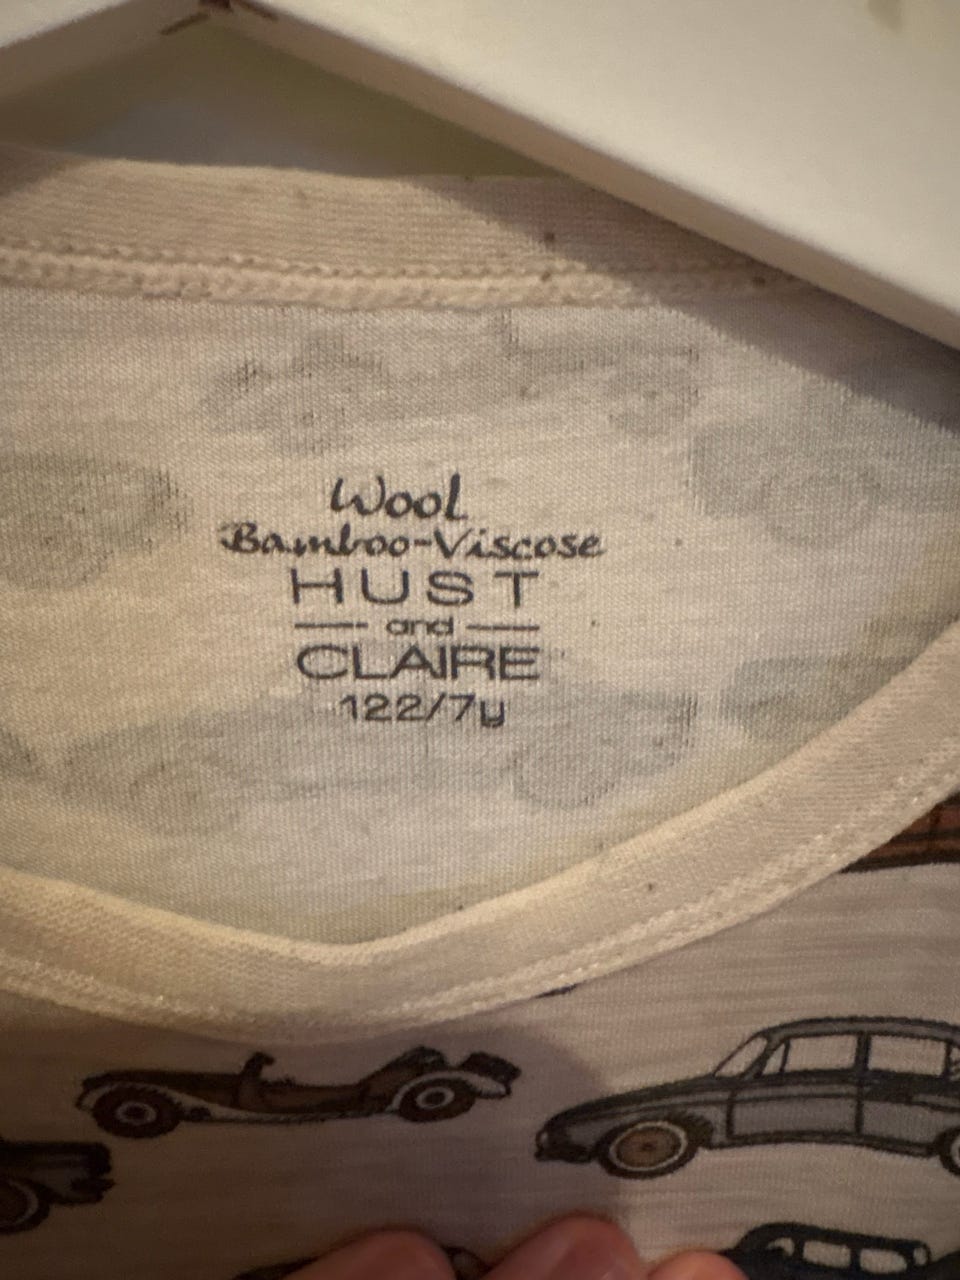 Wool
Bamboo-Viscose
HUST
and
CLAIRE
122/7y